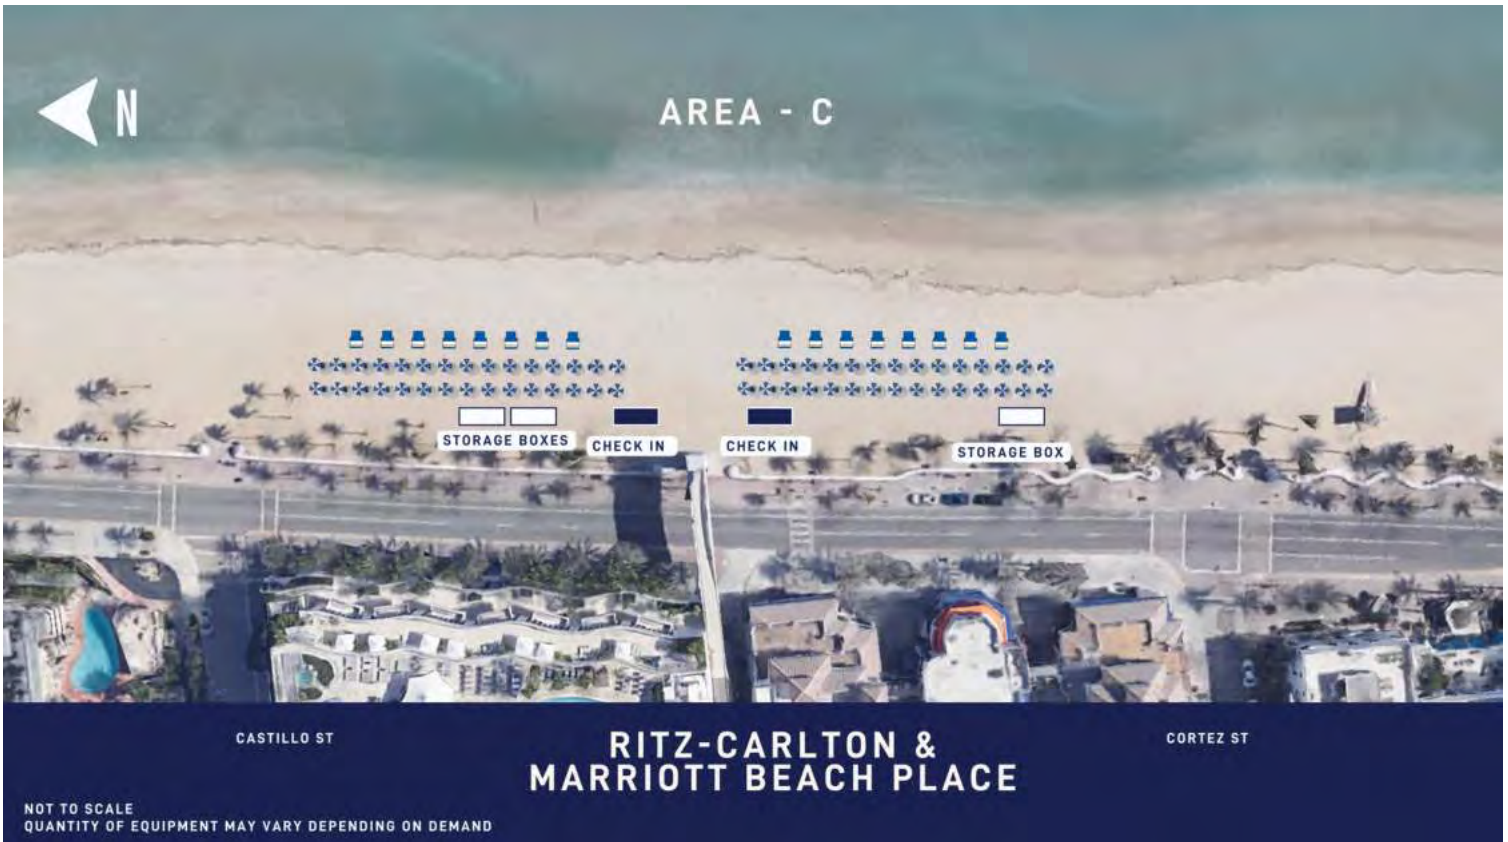 N
AREA - C
STORAGE BOXES
CHECK IN
CHECK IN
STORAGE BOX
CASTILLO ST
RITZ-CARLTON &
MARRIOTT BEACH PLACE
CORTEZ ST
NOT TO SCALE
QUANTITY OF EQUIPMENT MAY VARY DEPENDING ON DEMAND